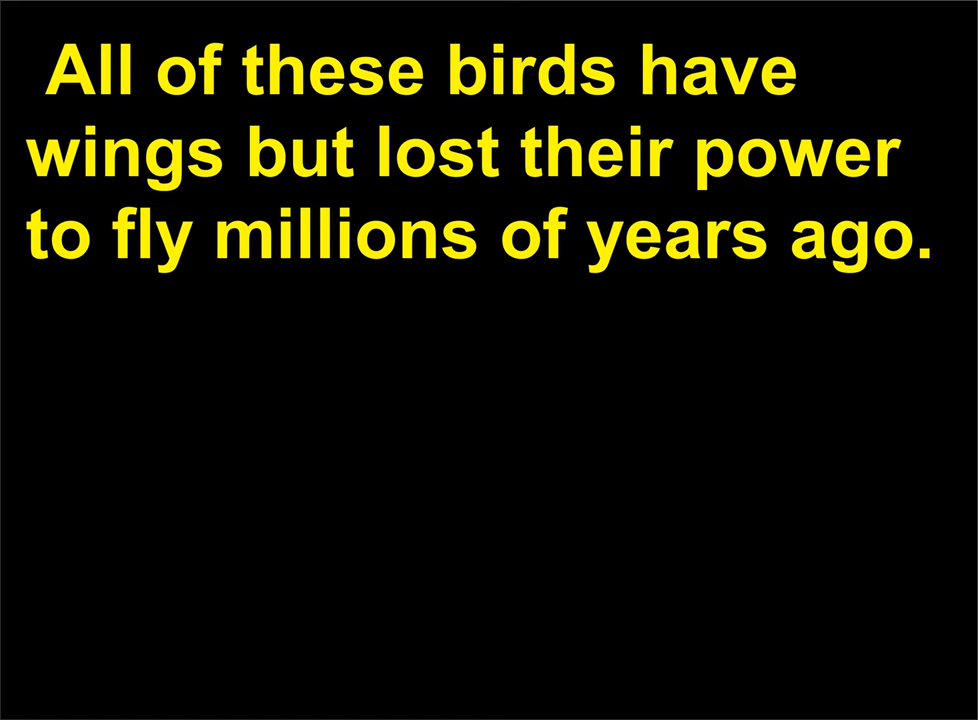 All of these birds have
wings but lost their power
to fly millions of years ago.